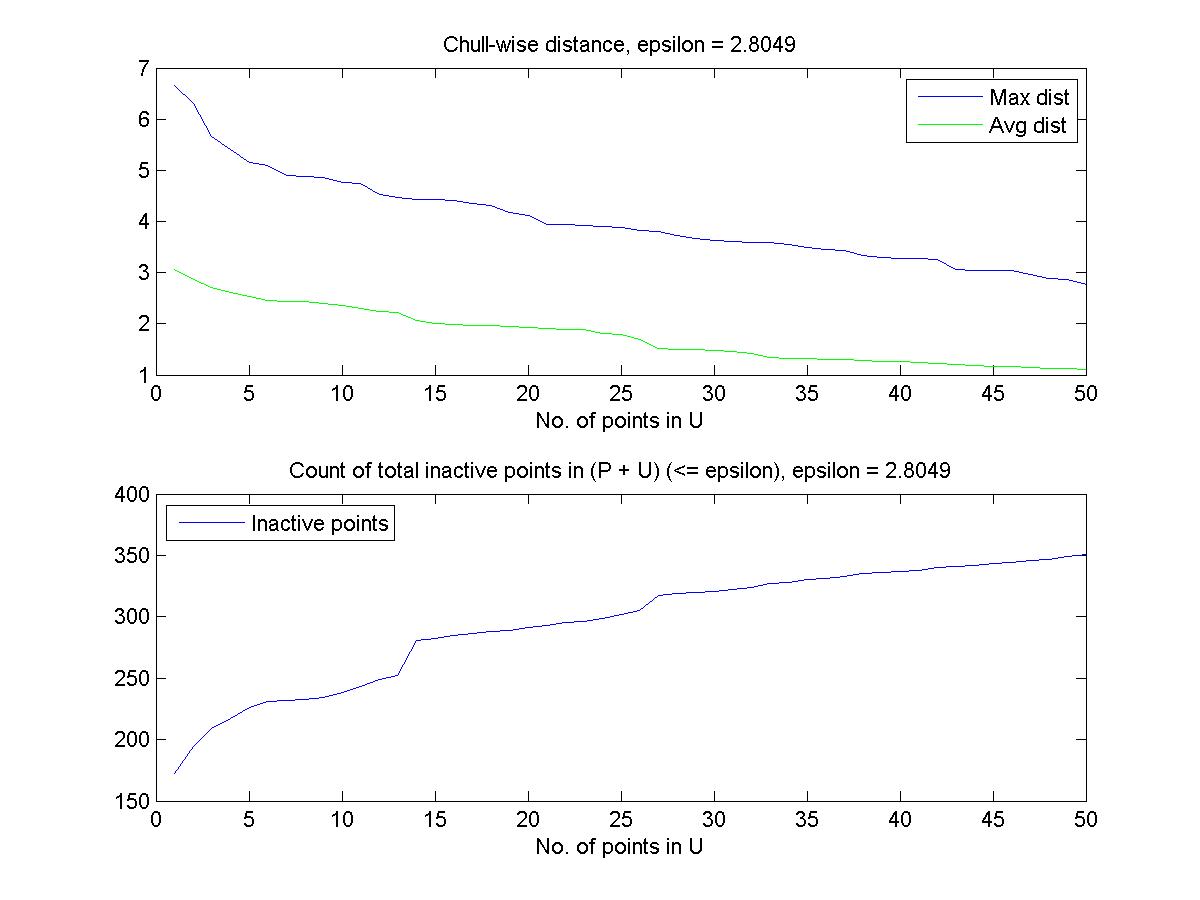 Chull-wise distance, epsilon = 2.8049
7
6
5
4
3
2
1
Max dist
Avg dist
0 5 10 15 20 25 30 35 40 45 50
No. of points in U
Count of total inactive points in (P + U) (<= epsilon), epsilon = 2.8049
400
350
300
250
200
150
Inactive points
0 5 10 15 20 25 30 35 40 45 50
No. of points in U